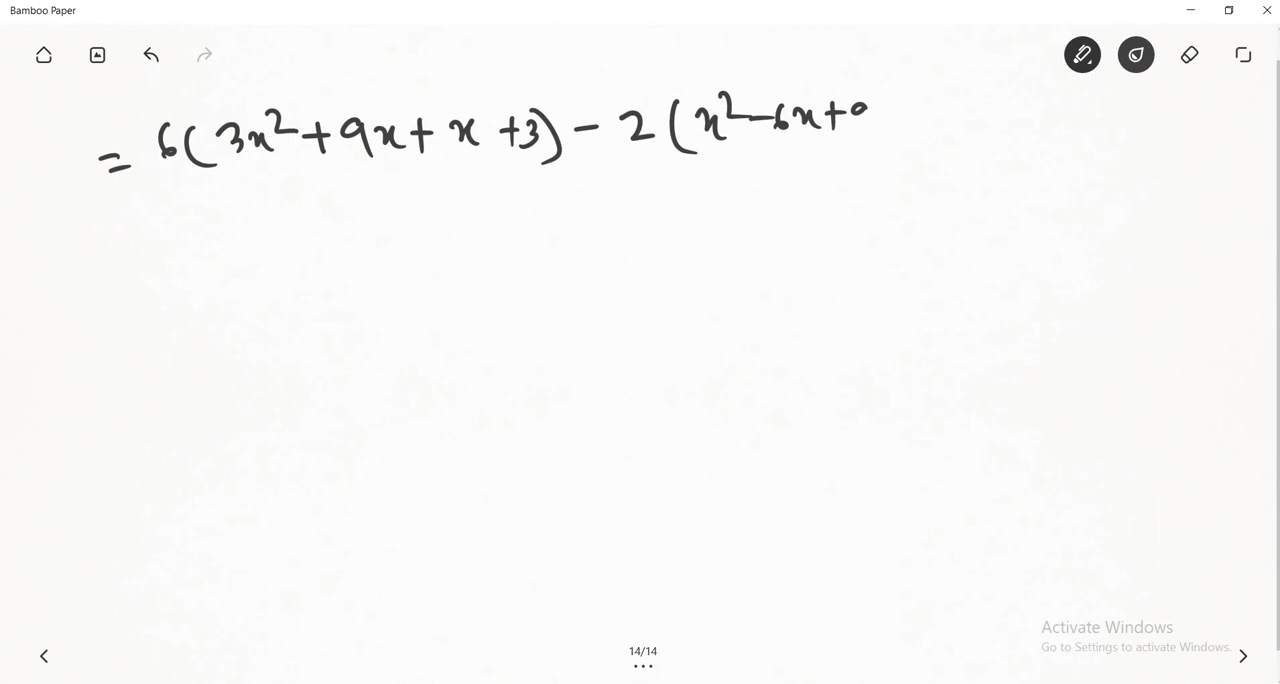 Bamboo Paper
= 6(3x²+9x+x+3) - 2(x²-6x+
14/14
Activate Windows
Go to Settings to activate Windows.